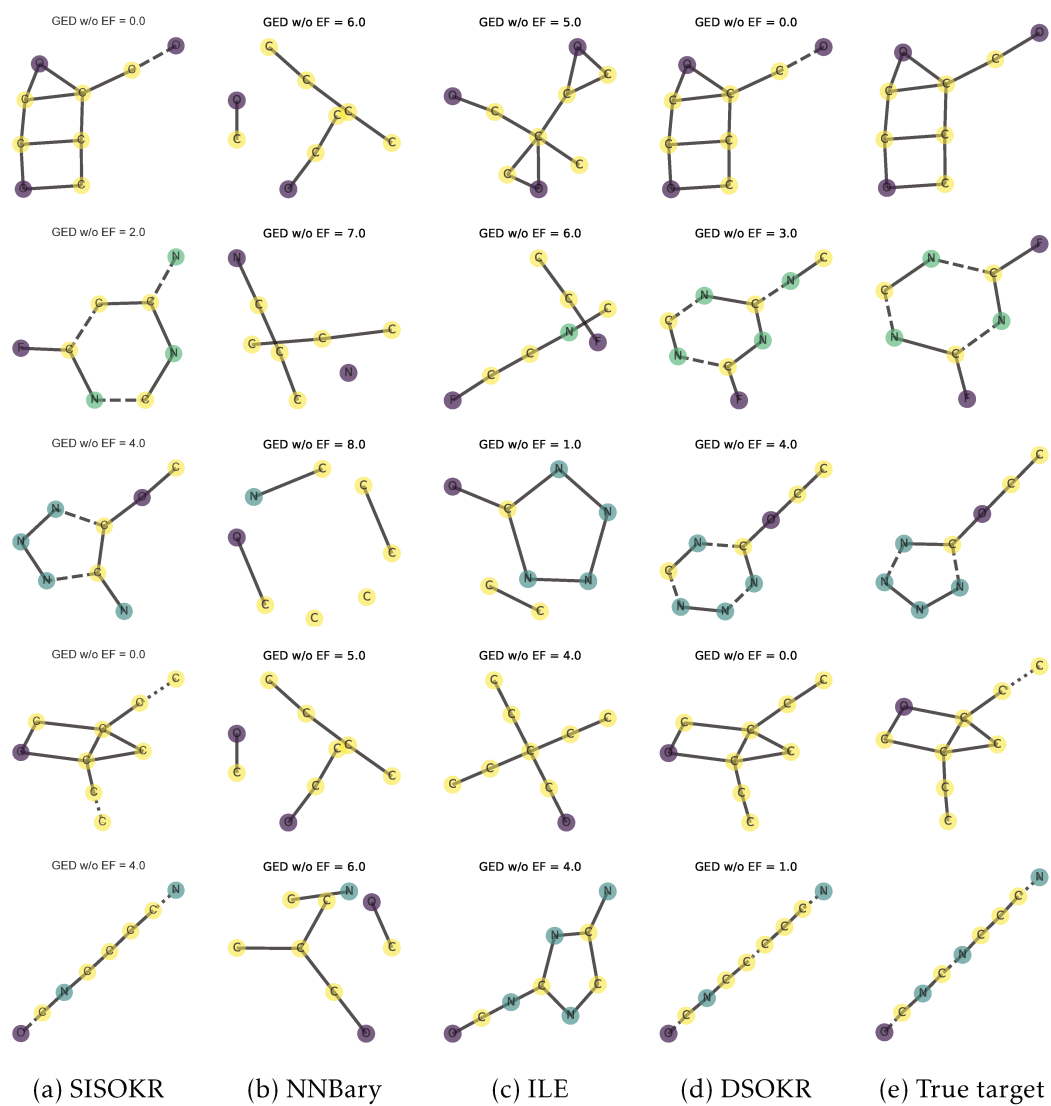 GED w/o EF = 0.0
GED w/o EF = 6.0
GED w/o EF = 5.0
GED w/o EF = 0.0
O O C C C C C C O
C C O C C C C C O
O C O C C C C C O
O O C C C C C C O
O O C C C C C C O
GED w/o EF = 2.0
GED w/o EF = 7.0
GED w/o EF = 6.0
GED w/o EF = 3.0
N C C F C N N C
N C C C C C N C
C C C N F C C F
C N N C C N N C F
F N C C N N C F
GED w/o EF = 4.0
GED w/o EF = 8.0
GED w/o EF = 1.0
GED w/o EF = 4.0
C O N C N C N N
C N C O C C C C
N O C N N N C C
C C O N C C N N N
C C O N C N N N
GED w/o EF = 0.0
GED w/o EF = 5.0
GED w/o EF = 4.0
GED w/o EF = 0.0
C C C C C O C C C
C C O C C C C C O
C C C C C C C C O
C C C C C O C C C
C C O C C C C C C
GED w/o EF = 4.0
GED w/o EF = 6.0
GED w/o EF = 4.0
GED w/o EF = 1.0
N C C C C N C O
N C C O C C C C O
N C N C C N C N O
N C C C C C N C O
N C C C N C N C O
(a) SISOKR
(b) NNBary
(c) ILE
(d) DSOKR
(e) True target